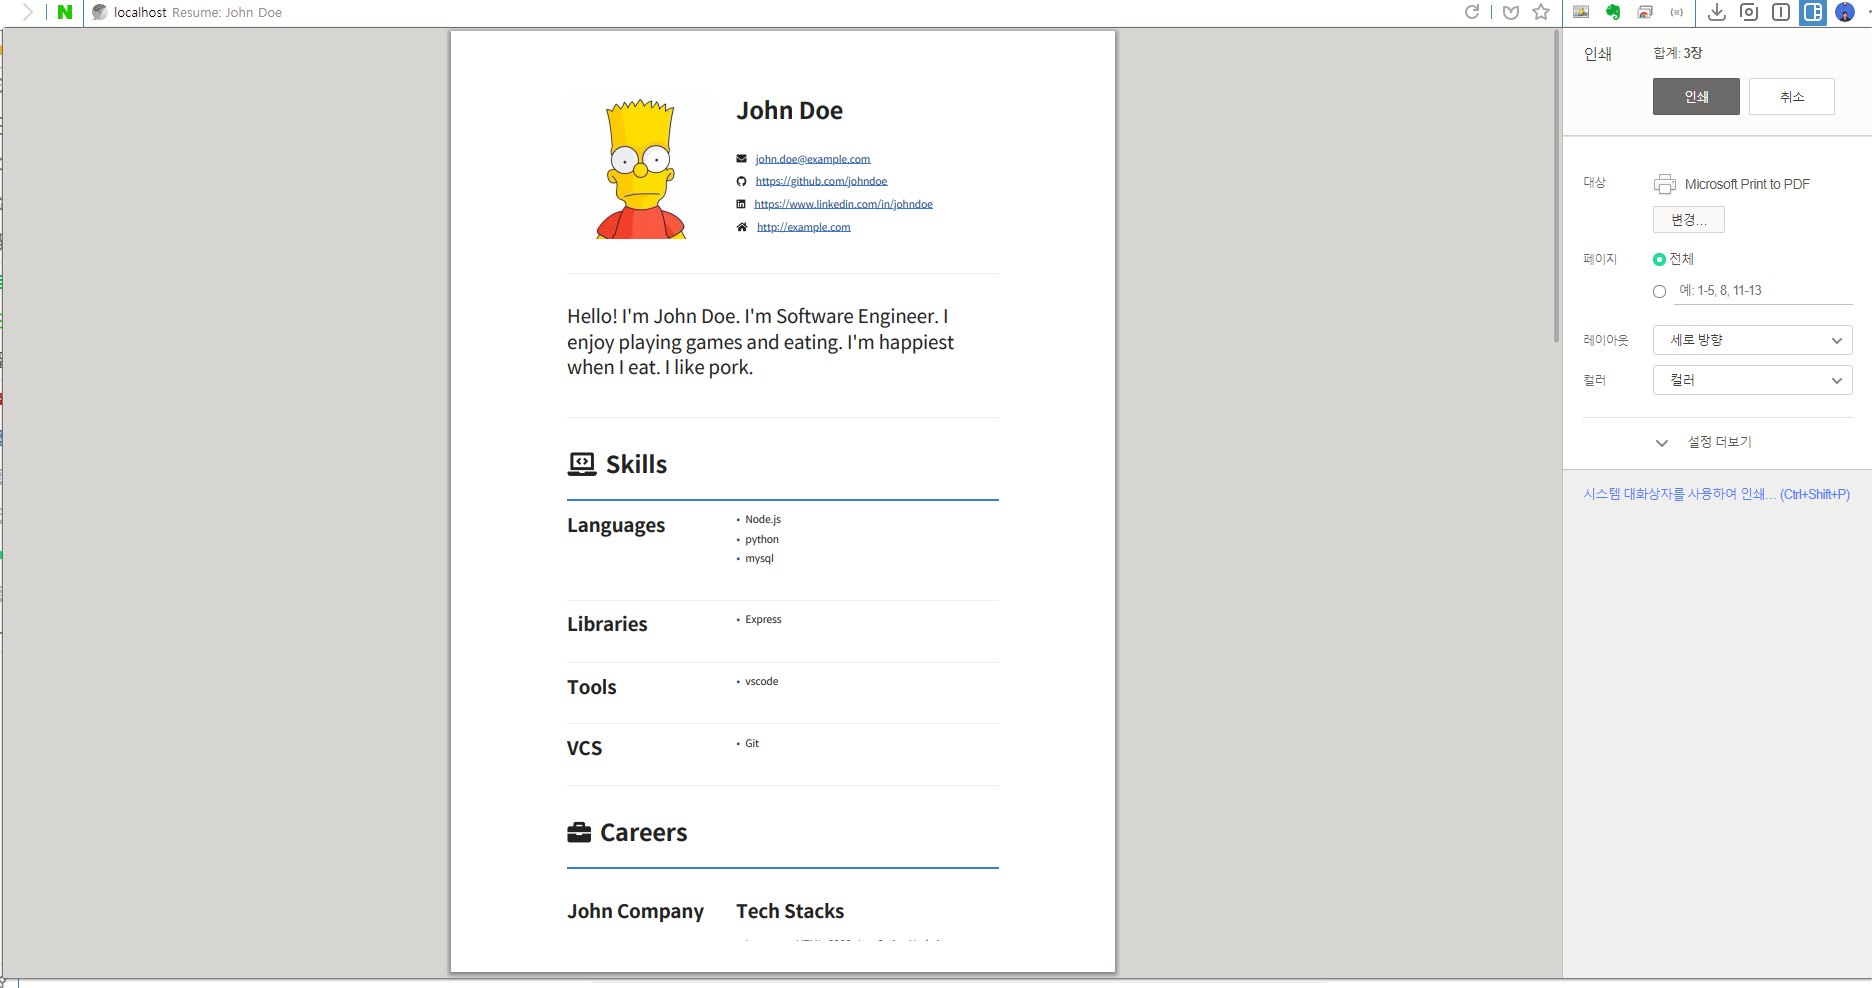 N
localhost Resume: John Doe
인쇄
합계: 3장
인쇄
취소
대상
Microsoft Print to PDF
변경...
페이지
전체
예: 1-5, 8, 11-13
레이아웃
세로 방향
컬러
컬러
설정 더보기
시스템 대화상자를 사용하여 인쇄... (Ctrl+Shift+P)
John Doe
john.doe@example.com
https://github.com/johndoe
https://www.linkedin.com/in/johndoe
http://example.com
Hello! I'm John Doe. I'm Software Engineer. I
enjoy playing games and eating. I'm happiest
when I eat. I like pork.
Skills
Languages
• Node.js
• python
• mysql
Libraries
• Express
Tools
• vscode
VCS
• Git
Careers
John Company
Tech Stacks